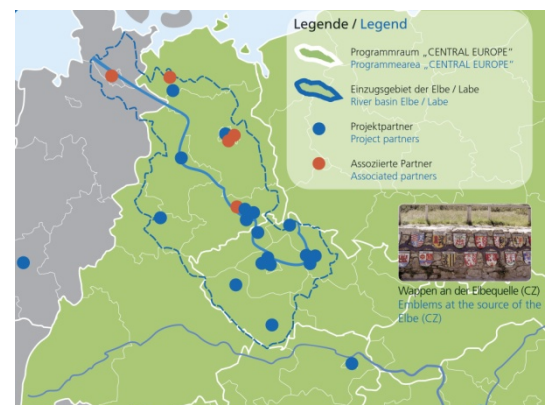 Legende / Legend
Programmraum „CENTRAL EUROPE“
Programmearea „CENTRAL EUROPE“
Einzugsgebiet der Elbe / Labe
River basin Elbe / Labe
Projektpartner
Project partners
Assoziierte Partner
Associated partners
Wappen an der Elbequelle (CZ)
Emblems at the source of the
Elbe (CZ)